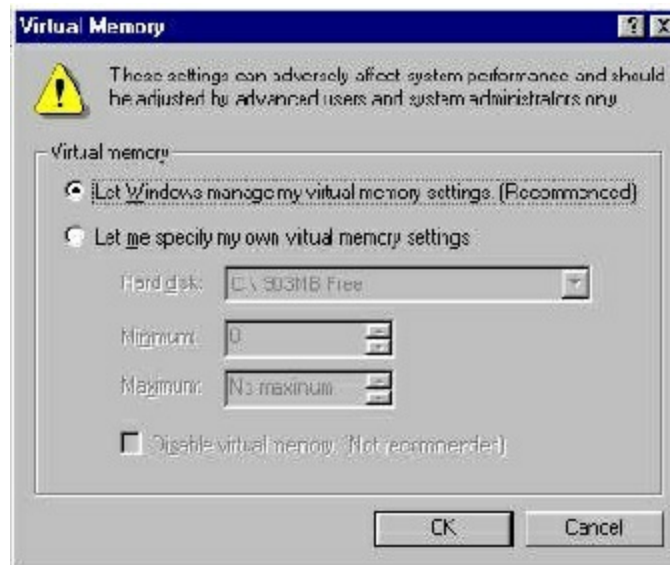 Virtual Memory
These settings can adversely affect system performance and should
be adjusted by advanced users and system administrators only.
Virtual memory
Let Windows manage my virtual memory settings. (Recommended)
Let me specify my own virtual memory settings
Hard disk: C:\ 903MB Free
Minimum: 0
Maximum: No maximum
Disable virtual memory. (Not recommended)
OK Cancel